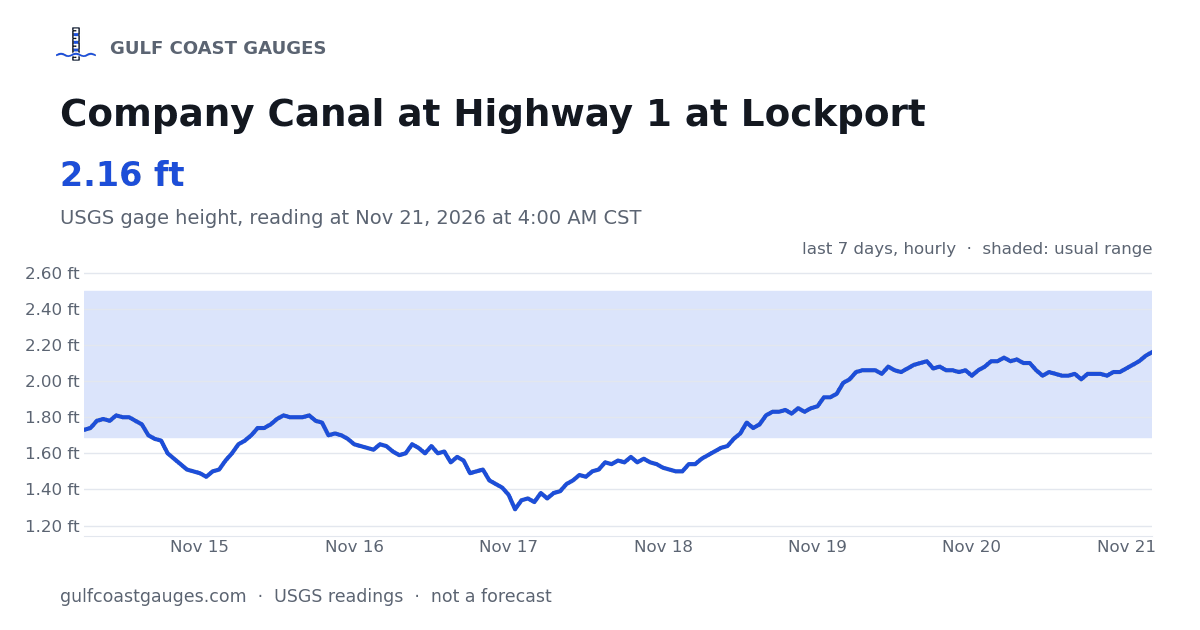 GULF COAST GAUGES
Company Canal at Highway 1 at Lockport
2.16 ft
USGS gage height, reading at Nov 21, 2026 at 4:00 AM CST
last 7 days, hourly · shaded: usual range
2.60 ft
2.40 ft
2.20 ft
2.00 ft
1.80 ft
1.60 ft
1.40 ft
1.20 ft
Nov 15 Nov 16 Nov 17 Nov 18 Nov 19 Nov 20 Nov 21
gulfcoastgauges.com · USGS readings · not a forecast